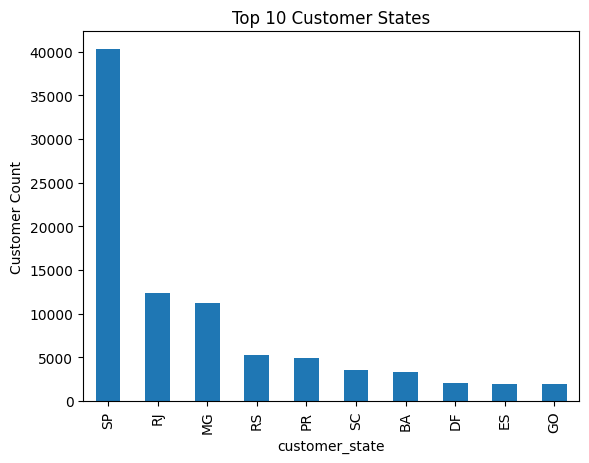 Top 10 Customer States
Customer Count
40000
35000
30000
25000
20000
15000
10000
5000
0
SP RJ MG RS PR SC BA DF ES GO
customer_state